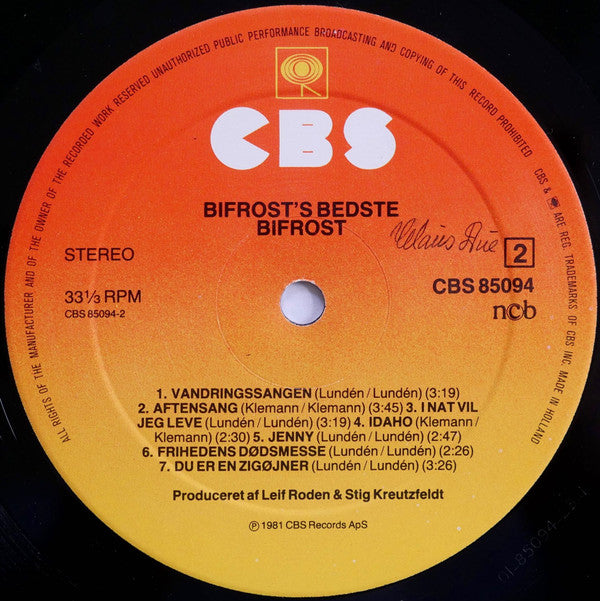 ALL RIGHTS OF THE MANUFACTURER AND OF THE OWNER OF THE RECORDED WORK RESERVED UNAUTHORIZED PUBLIC PERFORMANCE BROADCASTING AND COPYING OF THIS RECORD PROHIBITED
CBS & ARE REG. TRADEMARKS OF CBS INC. MADE IN HOLLAND
CBS
BIFROST'S BEDSTE
BIFROST
STEREO
2
33⅓ RPM
CBS 85094
CBS 85094-2
ncb
1. VANDRINGSSANGEN (Lundén / Lundén) (3:19)
2. AFTENSANG (Klemann / Klemann) (3:45) 3. I NAT VIL
JEG LEVE (Lundén / Lundén) (3:19) 4. IDAHO (Klemann /
Klemann) (2:30) 5. JENNY (Lundén / Lundén) (2:47)
6. FRIHEDENS DØDSMESSE (Lundén / Lundén) (2:26)
7. DU ER EN ZIGØJNER (Lundén / Lundén) (3:26)
Produceret af Leif Roden & Stig Kreutzfeldt
℗ 1981 CBS Records ApS